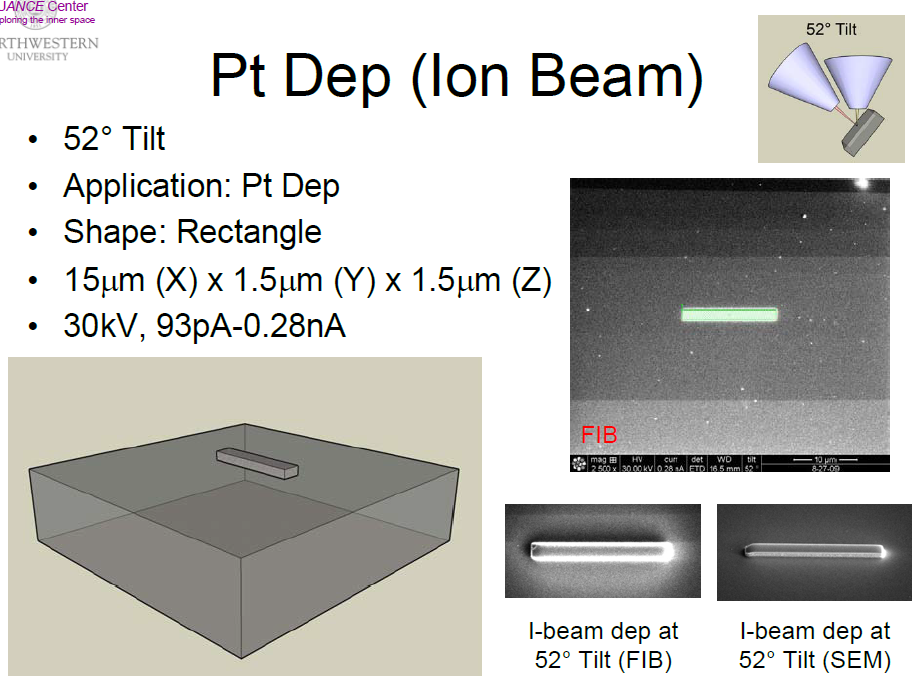 UANCE Center
ploring the inner space
RTHWESTERN
UNIVERSITY
Pt Dep (Ion Beam)
52° Tilt
• 52° Tilt
• Application: Pt Dep
• Shape: Rectangle
• 15μm (X) x 1.5μm (Y) x 1.5μm (Z)
• 30kV, 93pA-0.28nA
FIB
mag HV curr det WD tilt 10 μm
2 500 x 30.00 kV 0.28 nA ETD 16.5 mm 52 ° 8-27-09
I-beam dep at
52° Tilt (FIB)
I-beam dep at
52° Tilt (SEM)